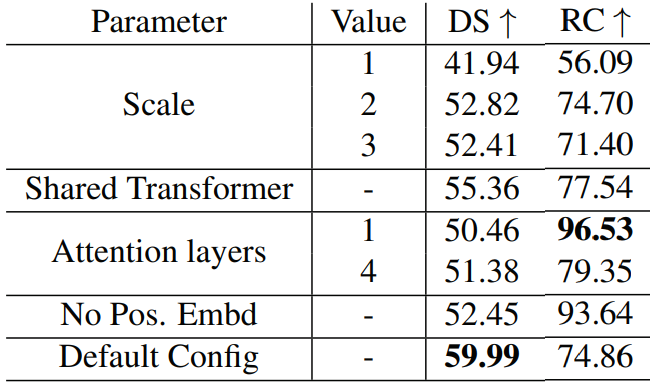 Parameter Value DS ↑ RC ↑
1 41.94 56.09
Scale 2 52.82 74.70
3 52.41 71.40
Shared Transformer - 55.36 77.54
1 50.46 96.53
Attention layers
4 51.38 79.35
No Pos. Embd - 52.45 93.64
Default Config - 59.99 74.86